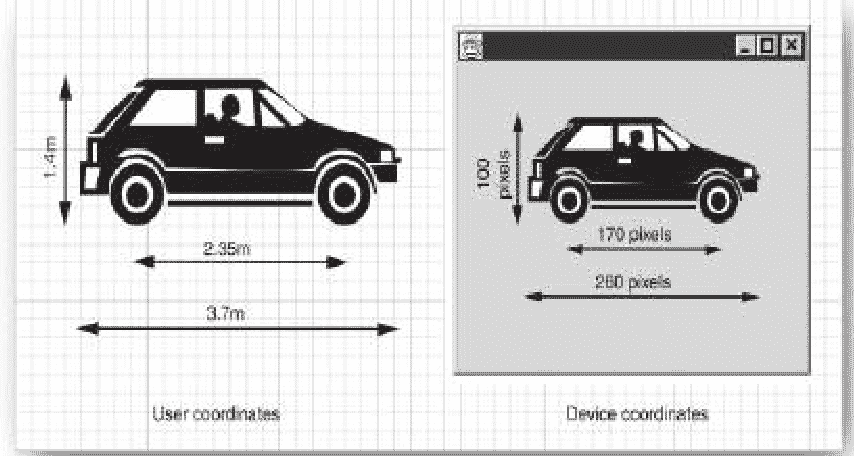 1.4m
2.35m
3.7m
User coordinates
100
pixels
170 pixels
260 pixels
Device coordinates